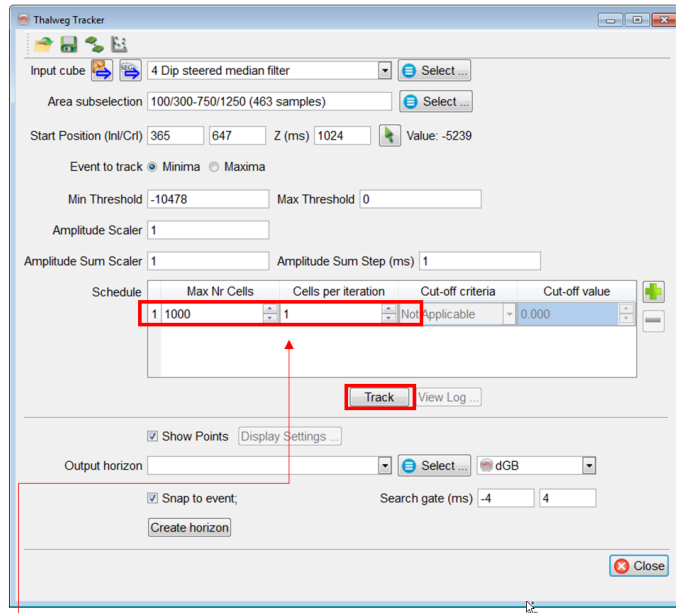 Thalweg Tracker
Input cube SEGY 4 Dip steered median filter Select ...
Area subselection 100/300-750/1250 (463 samples) Select ...
Start Position (Inl/Crl) 365 647 Z (ms) 1024 Value: -5239
Event to track Minima Maxima
Min Threshold -10478 Max Threshold 0
Amplitude Scaler 1
Amplitude Sum Scaler 1 Amplitude Sum Step (ms) 1
Schedule Max Nr Cells Cells per iteration Cut-off criteria Cut-off value
1 1000 1 Not Applicable 0.000
Track View Log ...
Show Points Display Settings ...
Output horizon Select ... dGB
Snap to event; Search gate (ms) -4 4
Create horizon
Close